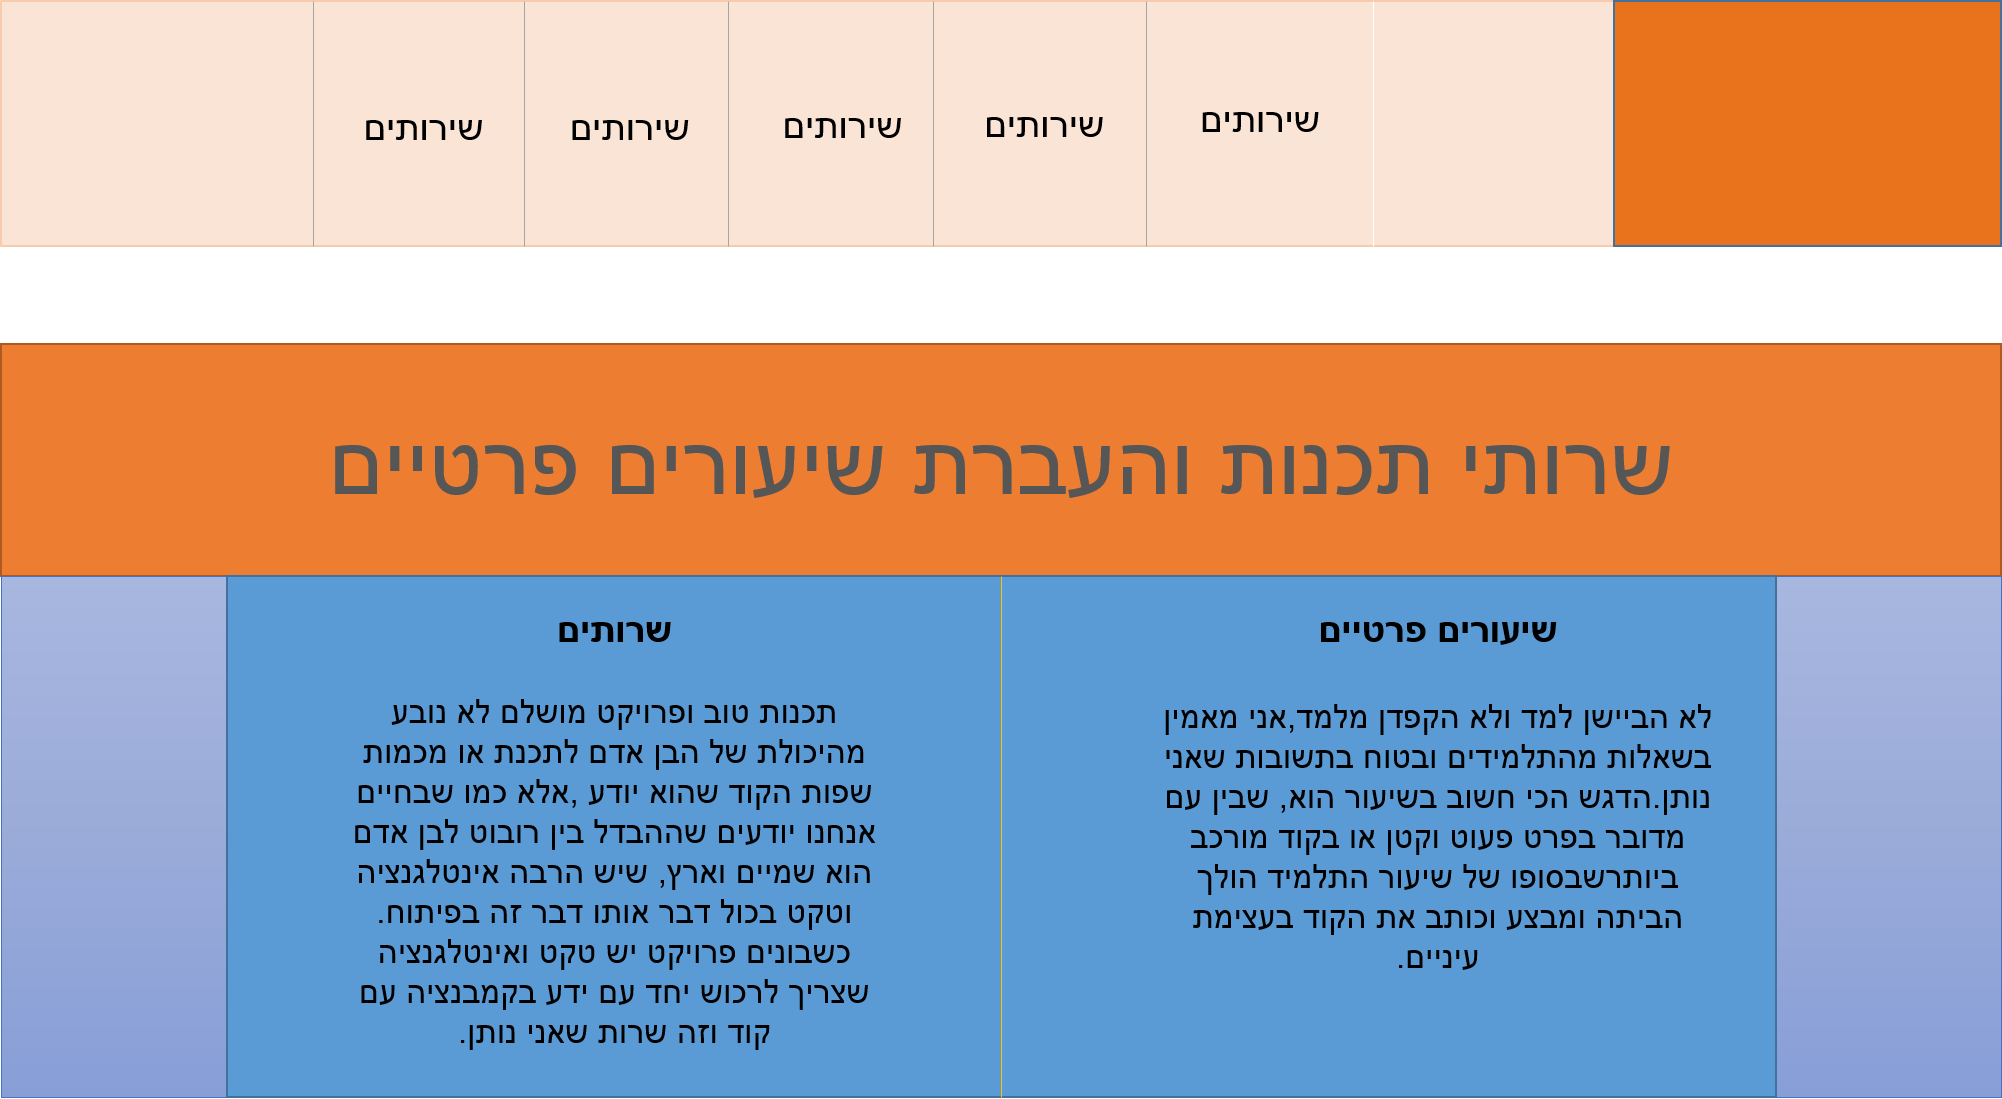 שירותים
שירותים
שירותים
שירותים
שירותים
שרותי תכנות והעברת שיעורים פרטיים
שיעורים פרטיים
לא הביישן למד ולא הקפדן מלמד,אני מאמין
בשאלות מהתלמידים ובטוח בתשובות שאני
נותן.הדגש הכי חשוב בשיעור הוא, שבין עם
מדובר בפרט פעוט וקטן או בקוד מורכב
ביותרשבסופו של שיעור התלמיד הולך
הביתה ומבצע וכותב את הקוד בעצימת
עיניים.
שרותים
תכנות טוב ופרויקט מושלם לא נובע
מהיכולת של הבן אדם לתכנת או מכמות
שפות הקוד שהוא יודע ,אלא כמו שבחיים
אנחנו יודעים שההבדל בין רובוט לבן אדם
הוא שמיים וארץ, שיש הרבה אינטלגנציה
וטקט בכול דבר אותו דבר זה בפיתוח.
כשבונים פרויקט יש טקט ואינטלגנציה
שצריך לרכוש יחד עם ידע בקמבנציה עם
קוד וזה שרות שאני נותן.